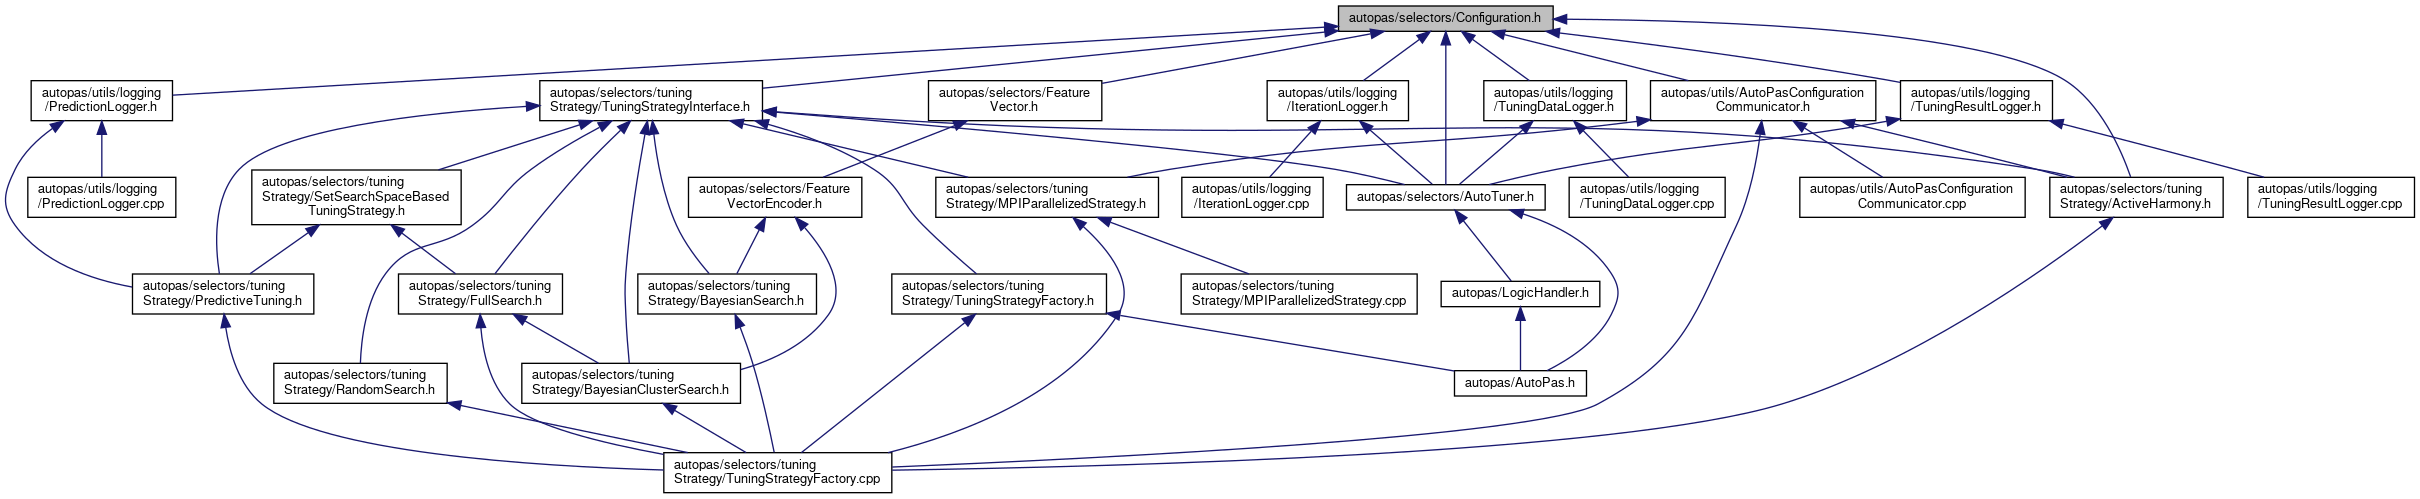 autopas/selectors/Configuration.h
autopas/utils/logging
/PredictionLogger.h
autopas/selectors/tuning
Strategy/TuningStrategyInterface.h
autopas/selectors/Feature
Vector.h
autopas/utils/logging
/IterationLogger.h
autopas/utils/logging
/TuningDataLogger.h
autopas/utils/AutoPasConfiguration
Communicator.h
autopas/utils/logging
/TuningResultLogger.h
autopas/utils/logging
/PredictionLogger.cpp
autopas/selectors/tuning
Strategy/SetSearchSpaceBased
TuningStrategy.h
autopas/selectors/Feature
VectorEncoder.h
autopas/selectors/tuning
Strategy/MPIParallelizedStrategy.h
autopas/utils/logging
/IterationLogger.cpp
autopas/selectors/AutoTuner.h
autopas/utils/logging
/TuningDataLogger.cpp
autopas/utils/AutoPasConfiguration
Communicator.cpp
autopas/selectors/tuning
Strategy/ActiveHarmony.h
autopas/utils/logging
/TuningResultLogger.cpp
autopas/selectors/tuning
Strategy/PredictiveTuning.h
autopas/selectors/tuning
Strategy/FullSearch.h
autopas/selectors/tuning
Strategy/BayesianSearch.h
autopas/selectors/tuning
Strategy/TuningStrategyFactory.h
autopas/selectors/tuning
Strategy/MPIParallelizedStrategy.cpp
autopas/LogicHandler.h
autopas/selectors/tuning
Strategy/RandomSearch.h
autopas/selectors/tuning
Strategy/BayesianClusterSearch.h
autopas/AutoPas.h
autopas/selectors/tuning
Strategy/TuningStrategyFactory.cpp